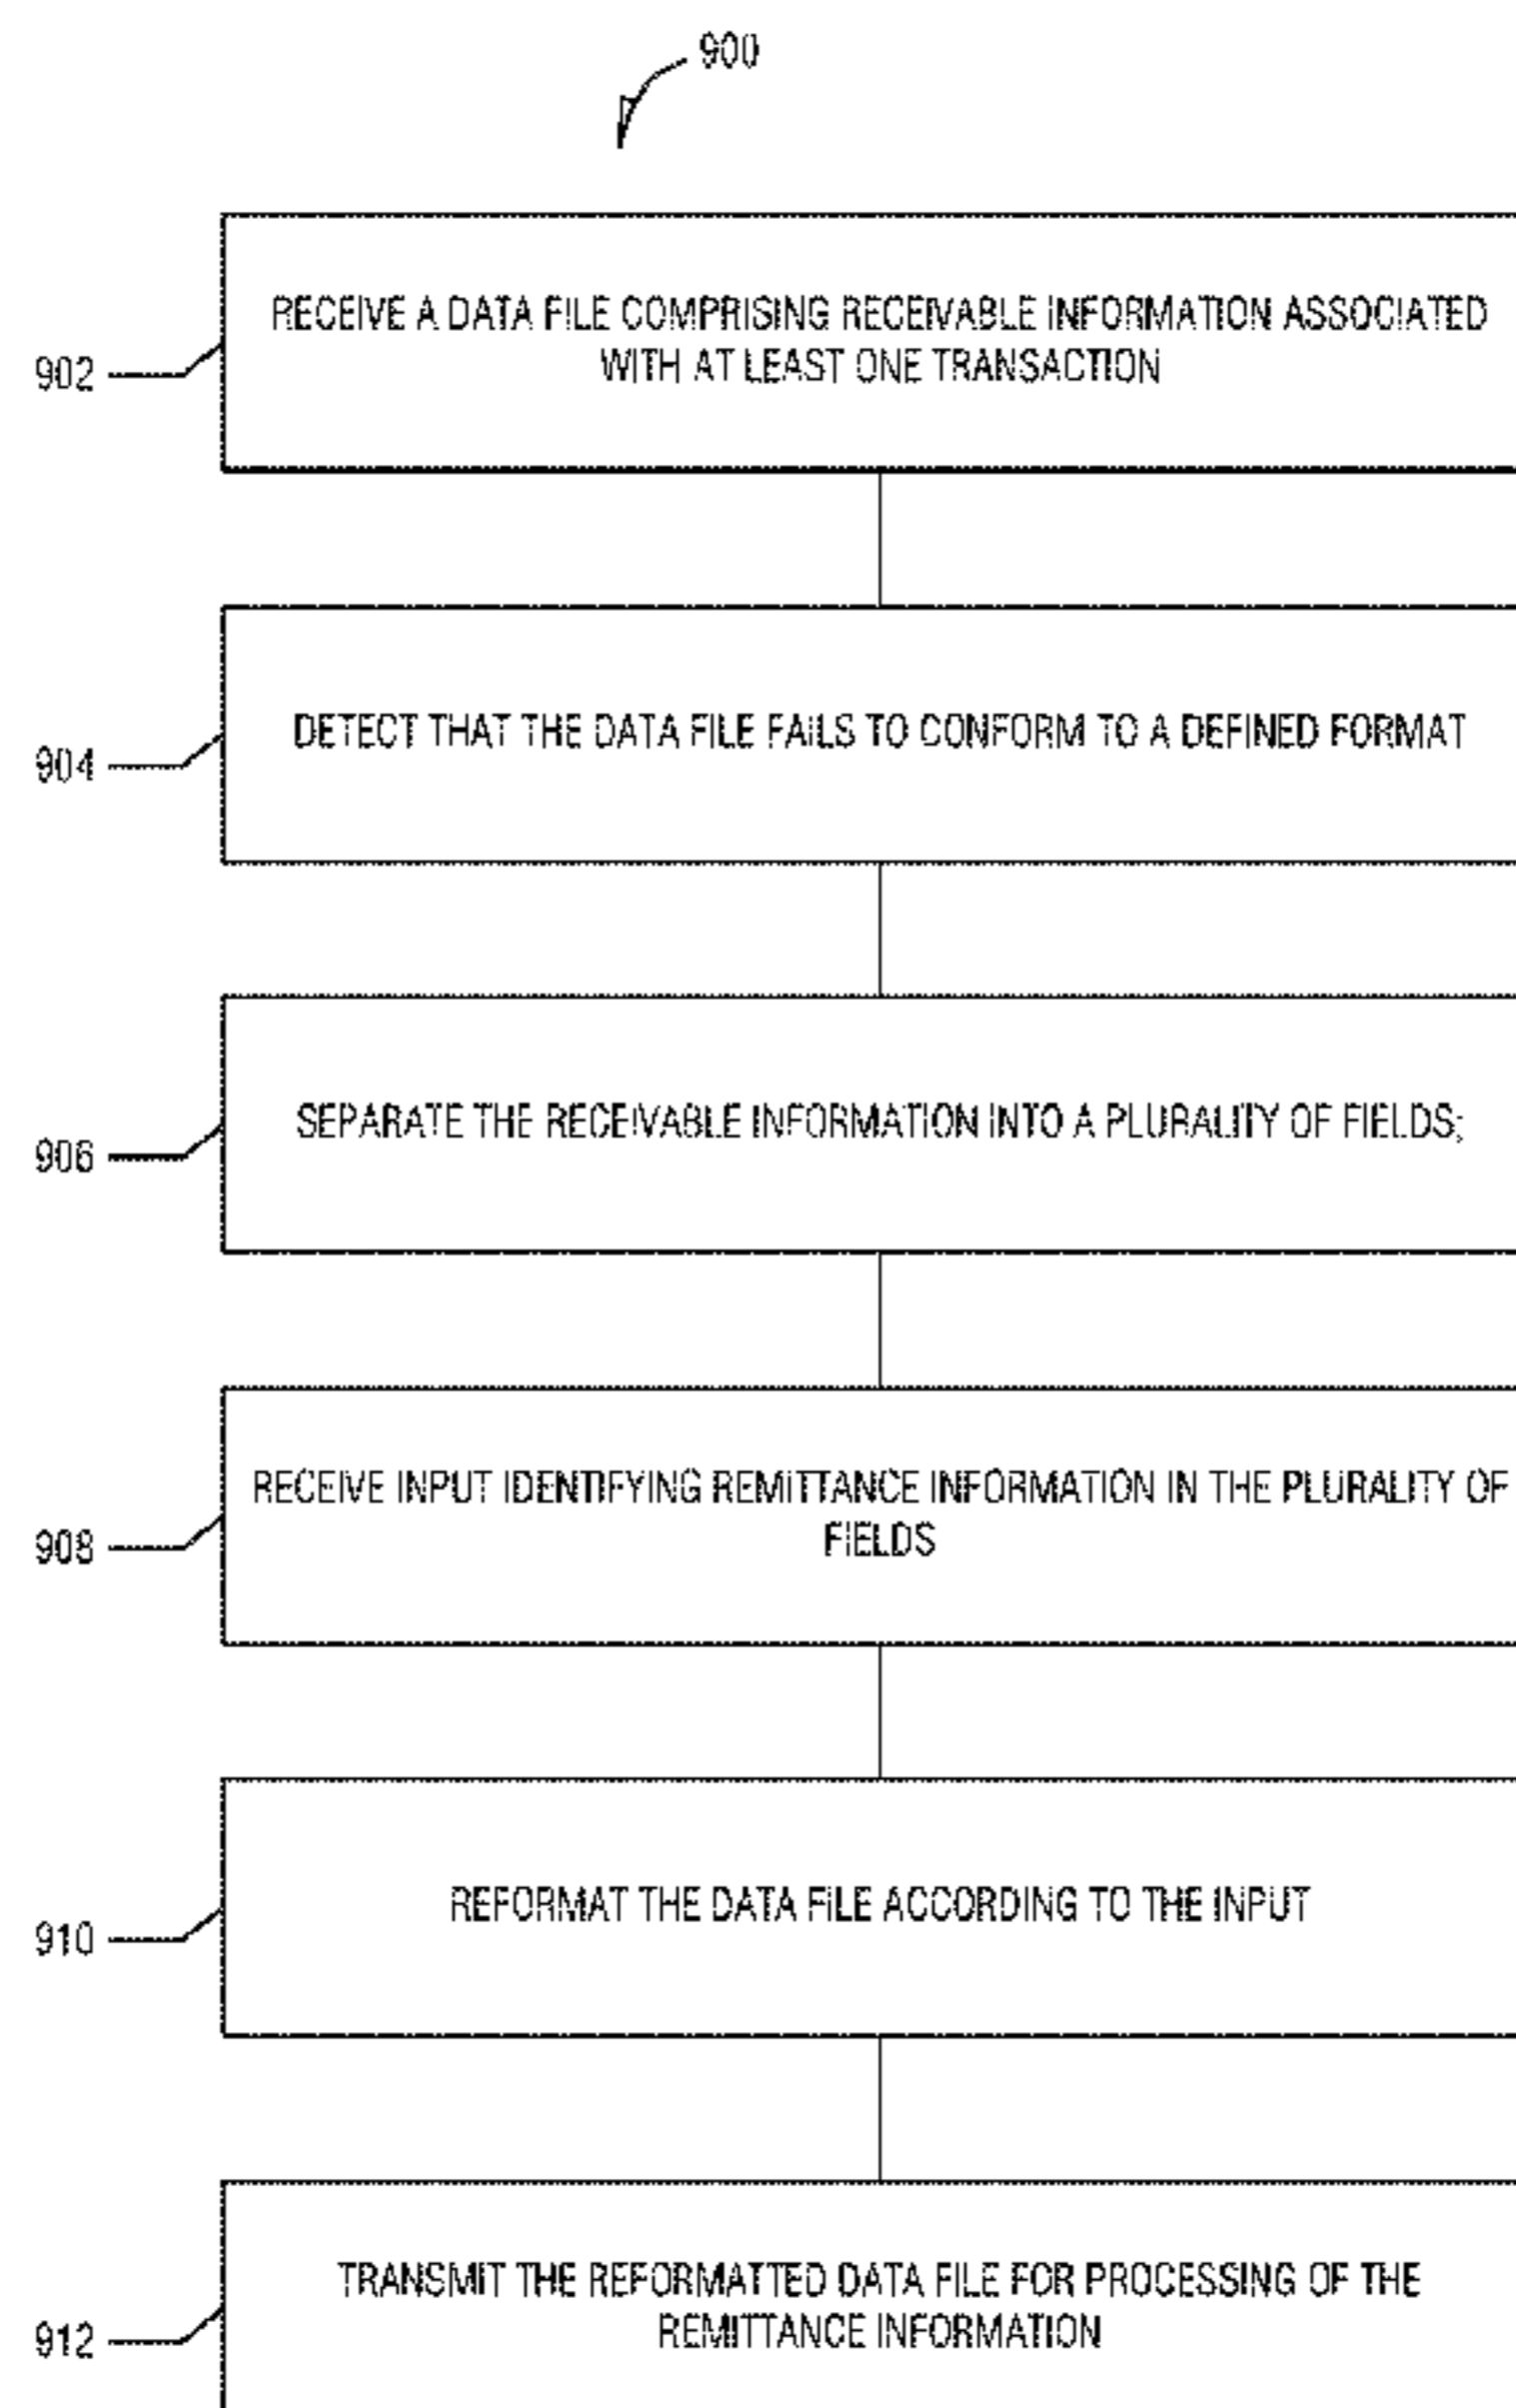 900
RECEIVE A DATA FILE COMPRISING RECEIVABLE INFORMATION ASSOCIATED
WITH AT LEAST ONE TRANSACTION
902
DETECT THAT THE DATA FILE FAILS TO CONFORM TO A DEFINED FORMAT
904
SEPARATE THE RECEIVABLE INFORMATION INTO A PLURALITY OF FIELDS;
906
RECEIVE INPUT IDENTIFYING REMITTANCE INFORMATION IN THE PLURALITY OF
FIELDS
908
REFORMAT THE DATA FILE ACCORDING TO THE INPUT
910
TRANSMIT THE REFORMATTED DATA FILE FOR PROCESSING OF THE
REMITTANCE INFORMATION
912